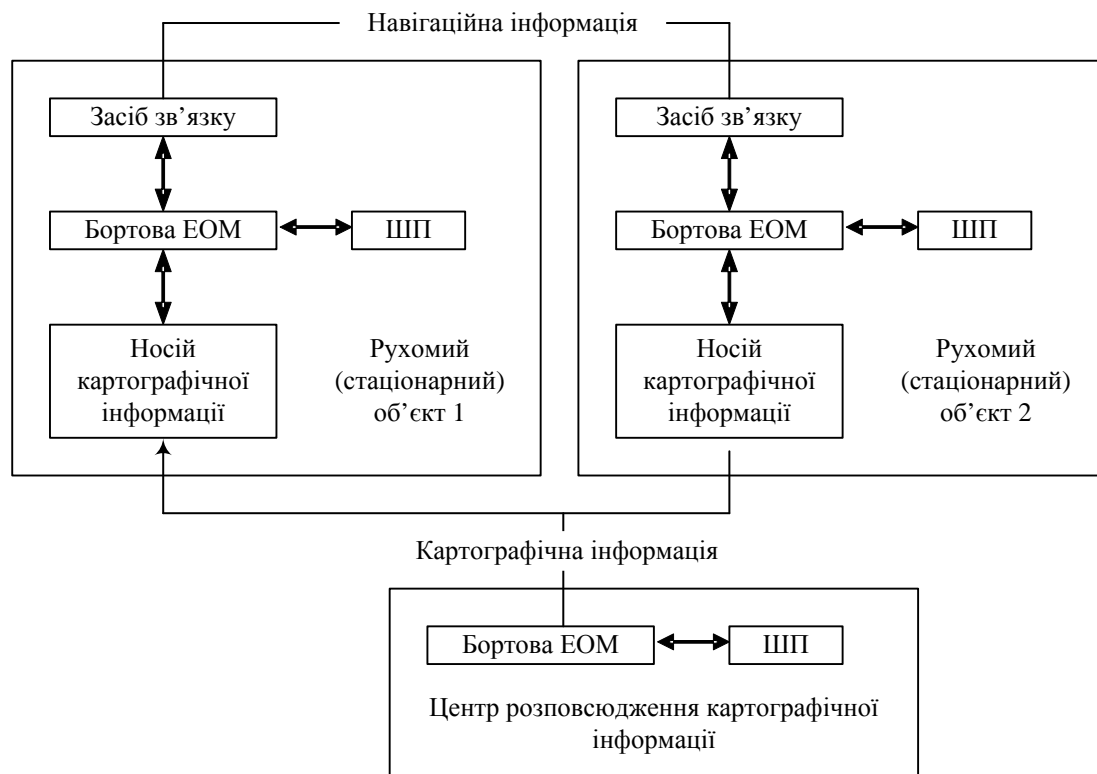 Навігаційна інформація
Засіб зв’язку
Бортова ЕОМ
ШП
Носій
картографічної
інформації
Рухомий
(стаціонарний)
об’єкт 1
Засіб зв’язку
Бортова ЕОМ
ШП
Носій
картографічної
інформації
Рухомий
(стаціонарний)
об’єкт 2
Картографічна інформація
Бортова ЕОМ
ШП
Центр розповсюдження картографічної
інформації